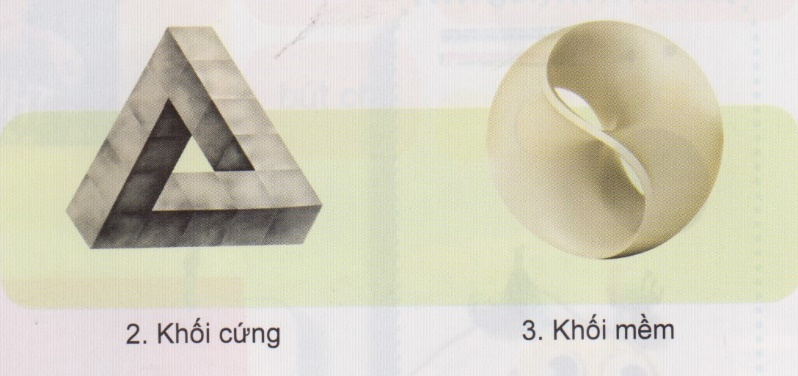 2. Khối cứng
3. Khối mềm